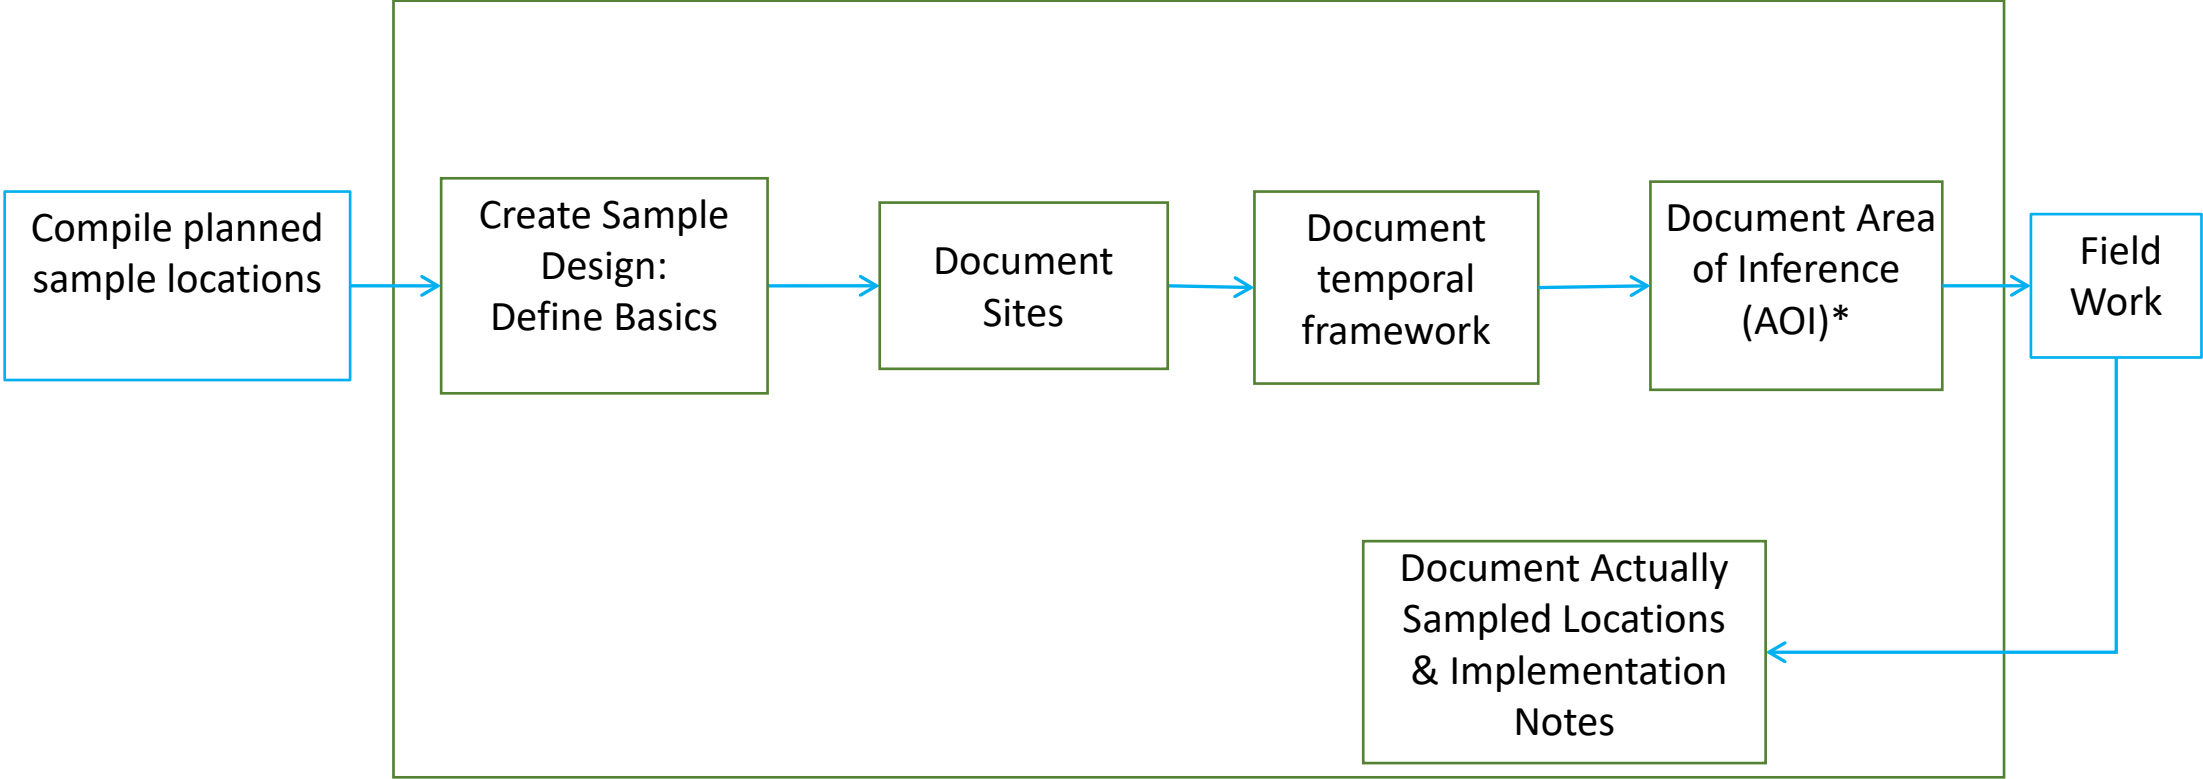 Compile planned
sample locations
Create Sample
Design:
Define Basics
Document
Sites
Document
temporal
framework
Document Area
of Inference
(AOI)*
Field
Work
Document Actually
Sampled Locations
& Implementation
Notes